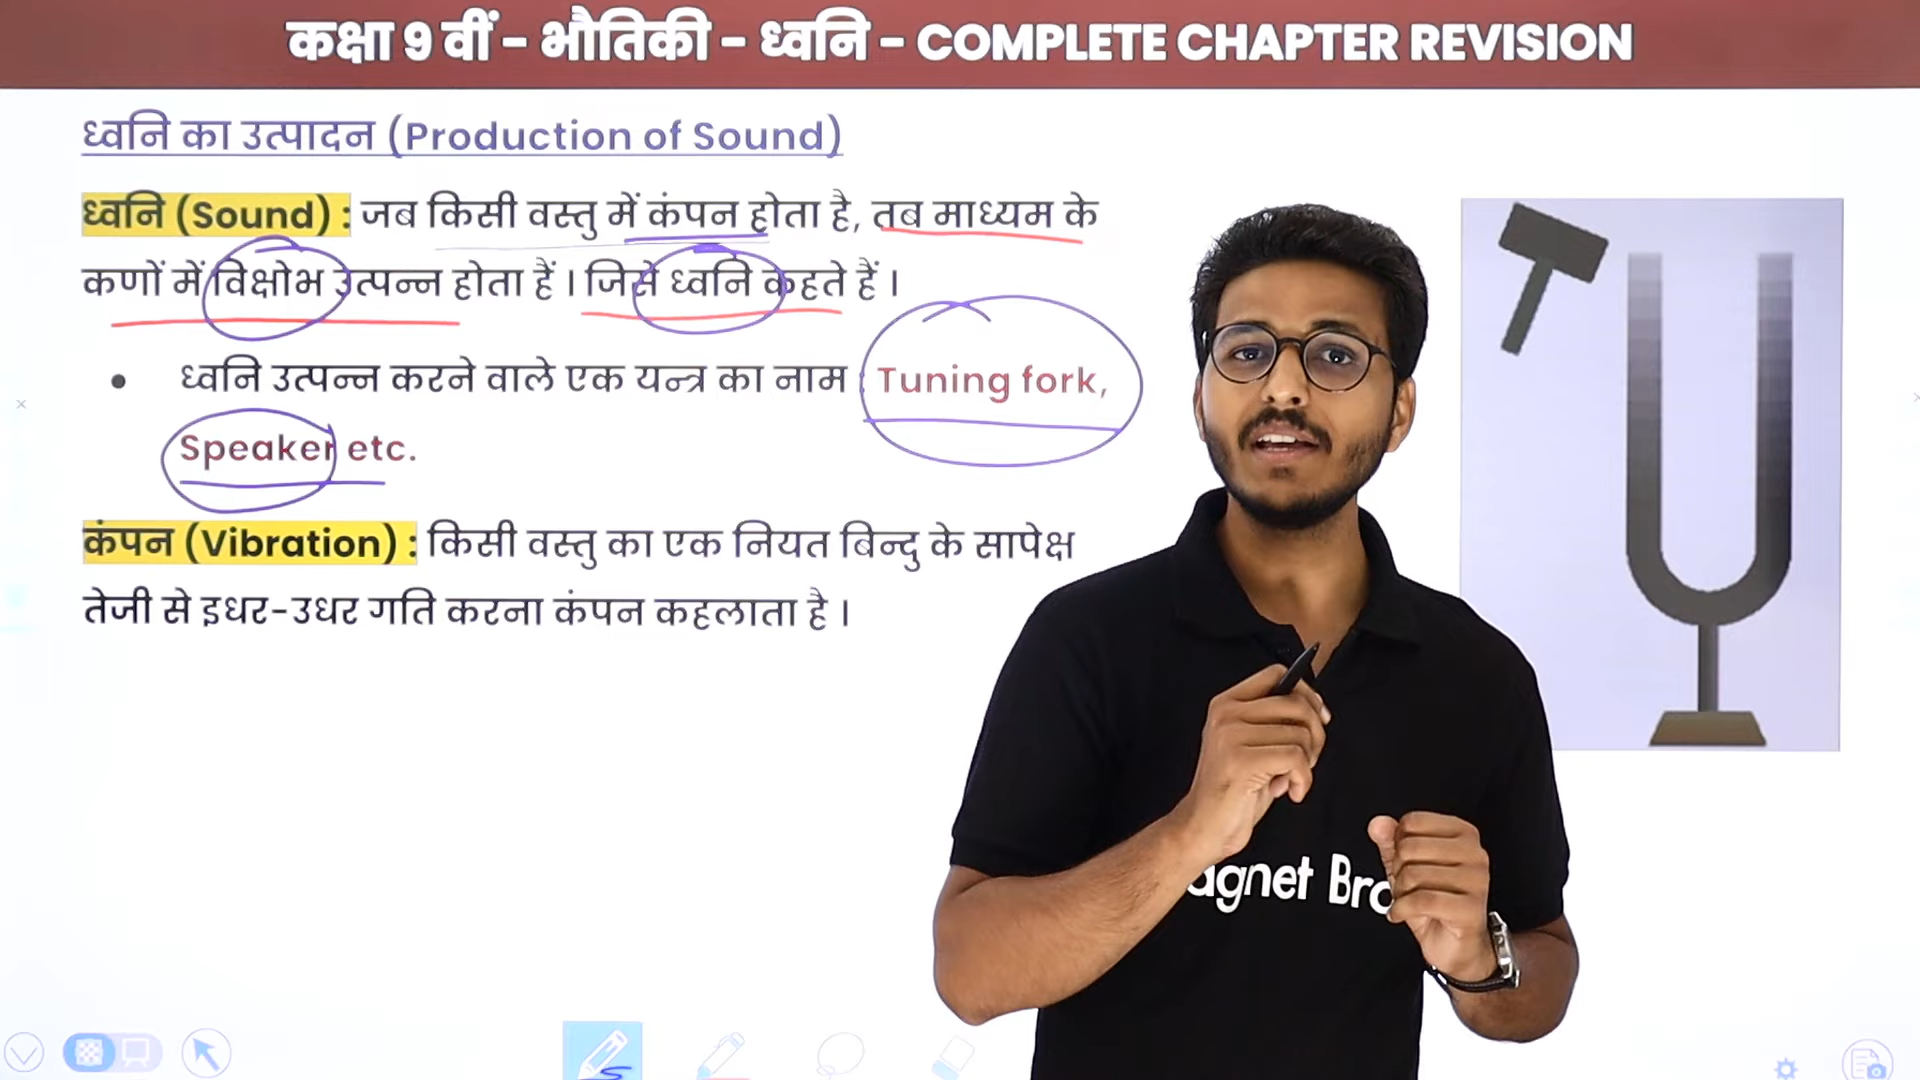 कक्षा 9 वीं - भौतिकी - ध्वनि - COMPLETE CHAPTER REVISION
ध्वनि का उत्पादन (Production of Sound)
ध्वनि (Sound) : जब किसी वस्तु में कंपन होता है, तब माध्यम के
कणों में विक्षोभ उत्पन्न होता हैं । जिसे ध्वनि कहते हैं ।
• ध्वनि उत्पन्न करने वाले एक यन्त्र का नाम : Tuning fork,
Speaker etc.
कंपन (Vibration) : किसी वस्तु का एक नियत बिन्दु के सापेक्ष
तेजी से इधर-उधर गति करना कंपन कहलाता है ।
agnet Bro